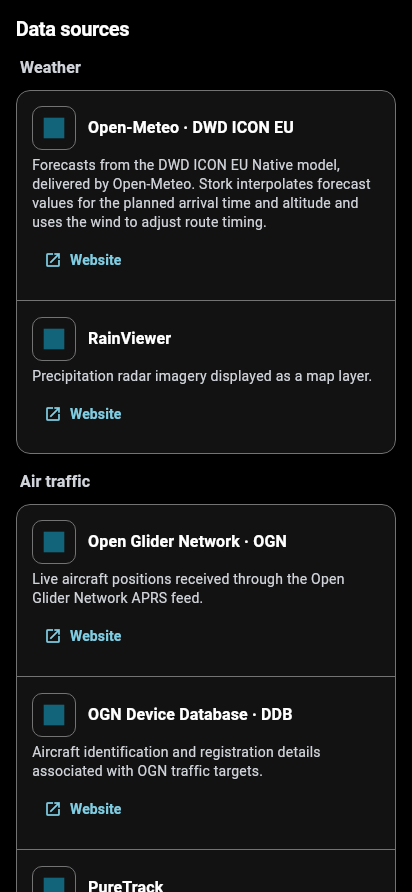 Data sources
Weather
Open-Meteo · DWD ICON EU
Forecasts from the DWD ICON EU Native model,
delivered by Open-Meteo. Stork interpolates forecast
values for the planned arrival time and altitude and
uses the wind to adjust route timing.
Website
RainViewer
Precipitation radar imagery displayed as a map layer.
Website
Air traffic
Open Glider Network · OGN
Live aircraft positions received through the Open
Glider Network APRS feed.
Website
OGN Device Database · DDB
Aircraft identification and registration details
associated with OGN traffic targets.
Website
PureTrack